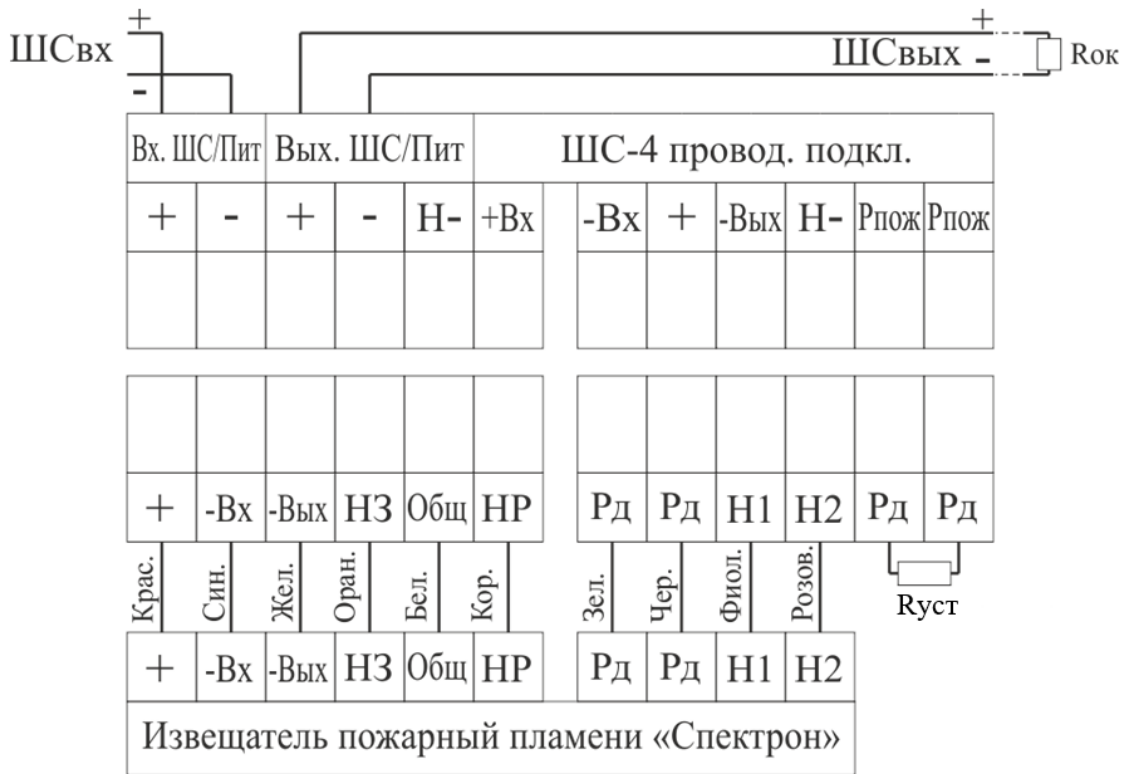 + +
ШСвх ШСвых - Rок
-
Вх. ШС/Пит Вых. ШС/Пит ШС-4 провод. подкл.
+ - + - Н- +Вх -Вх + -Вых Н- Рпож Рпож
+ -Вх -Вых НЗ Общ НР Рд Рд Н1 Н2 Рд Рд
Крас. Син. Жел. Оран. Бел. Кор. Зел. Чер. Фиол. Розов. Rуст
+ -Вх -Вых НЗ Общ НР Рд Рд Н1 Н2
Извещатель пожарный пламени «Спектрон»